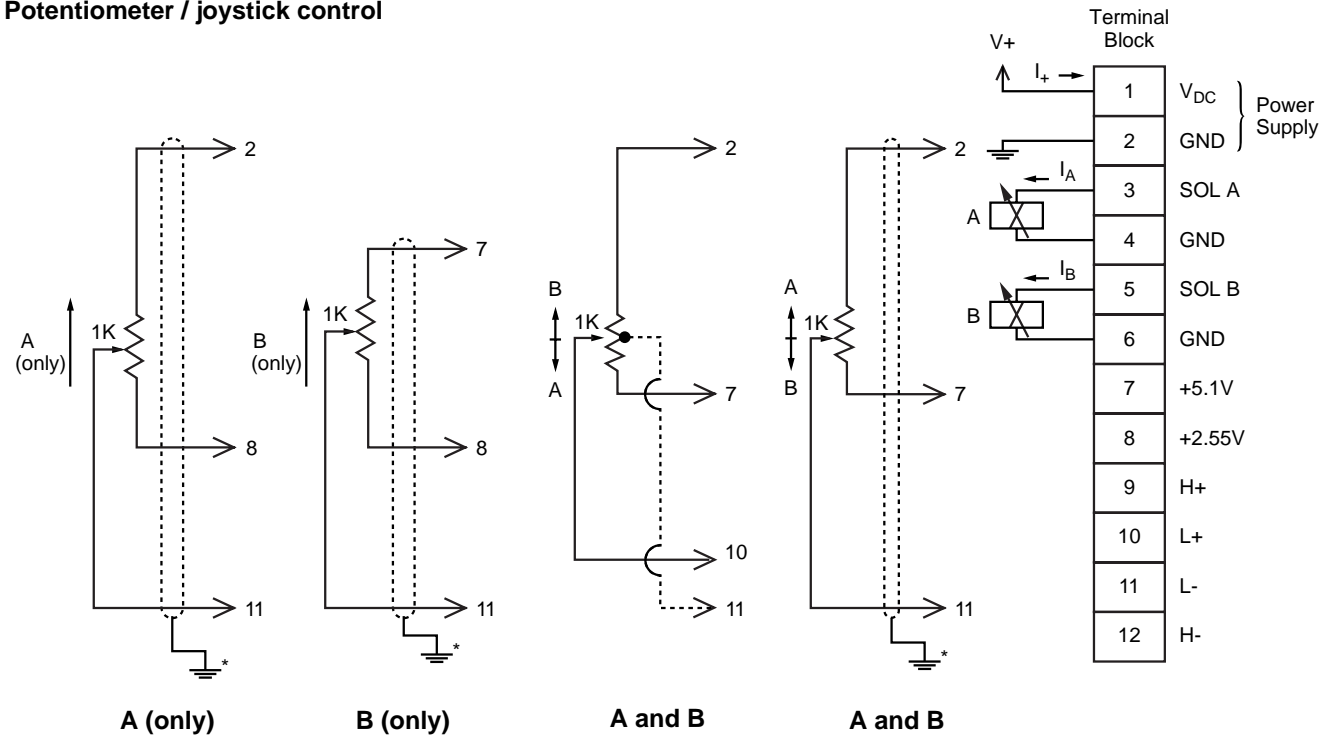 Potentiometer / joystick control
2
8
11
1K
A
(only)
*
A (only)
7
8
11
1K
B
(only)
*
B (only)
2
B
1K
A
7
10
11
A and B
2
A
1K
B
7
11
*
A and B
Terminal
Block
V+
I+
1 VDC
Power
Supply
2 GND
IA
3 SOL A
A
4 GND
IB
5 SOL B
B
6 GND
7 +5.1V
8 +2.55V
9 H+
10 L+
11 L-
12 H-